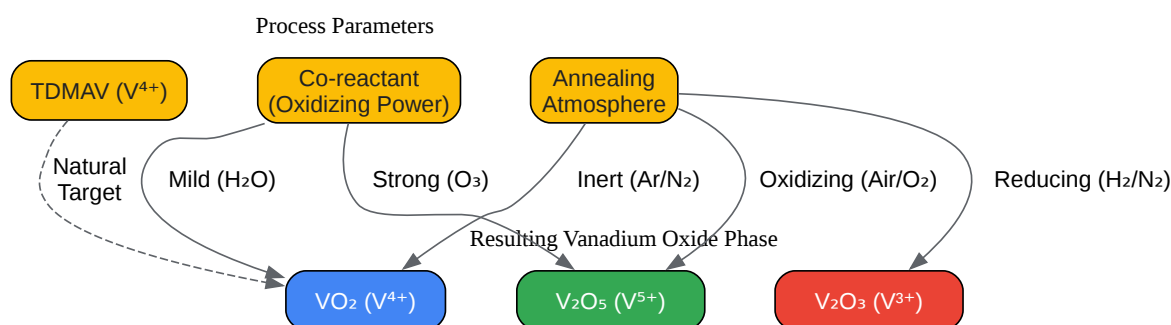 Process Parameters
TDMAV (V⁴⁺)
Co-reactant
(Oxidizing Power)
Annealing
Atmosphere
Natural
Target
Mild (H₂O)
Strong (O₃)
Inert (Ar/N₂)
Oxidizing (Air/O₂)
Reducing (H₂/N₂)
Resulting Vanadium Oxide Phase
VO₂ (V⁴⁺)
V₂O₅ (V⁵⁺)
V₂O₃ (V³⁺)